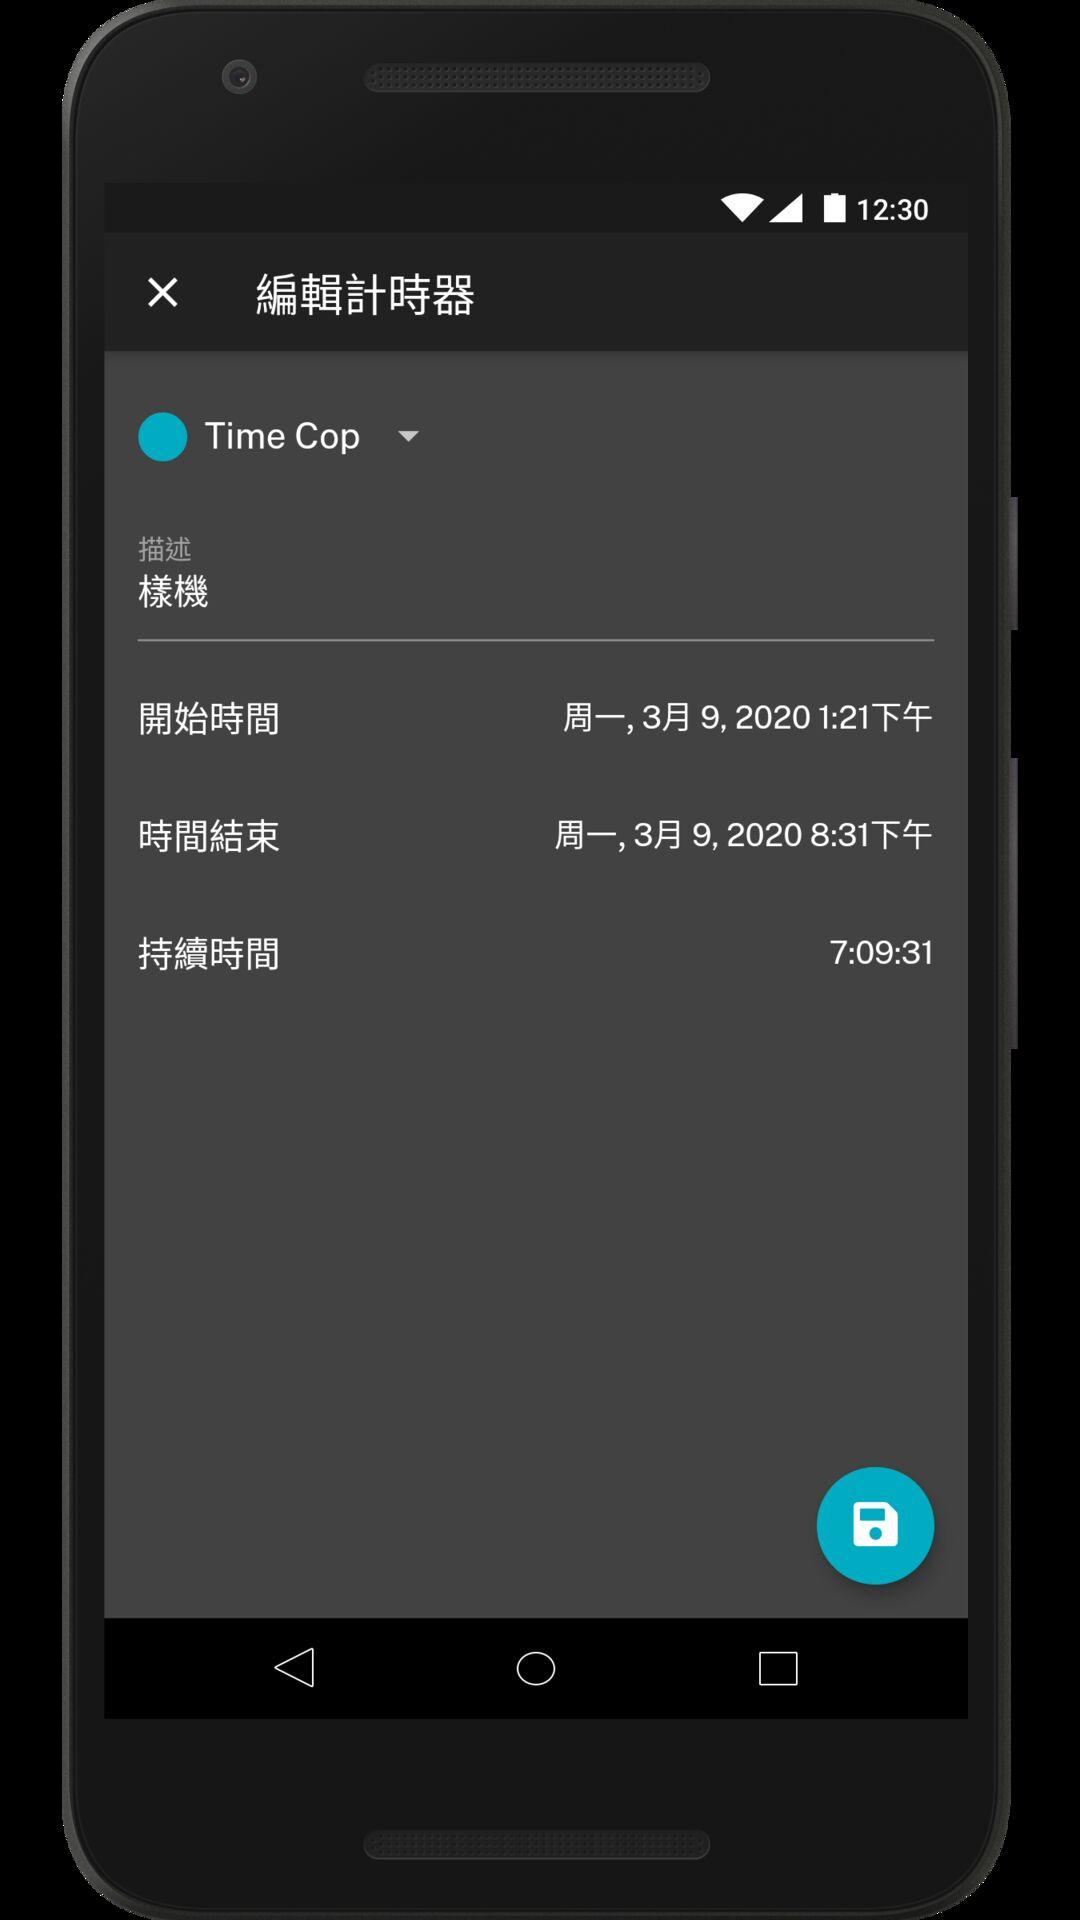 12:30
編輯計時器
Time Cop
描述
樣機
開始時間 周一, 3月 9, 2020 1:21下午
時間結束 周一, 3月 9, 2020 8:31下午
持續時間 7:09:31